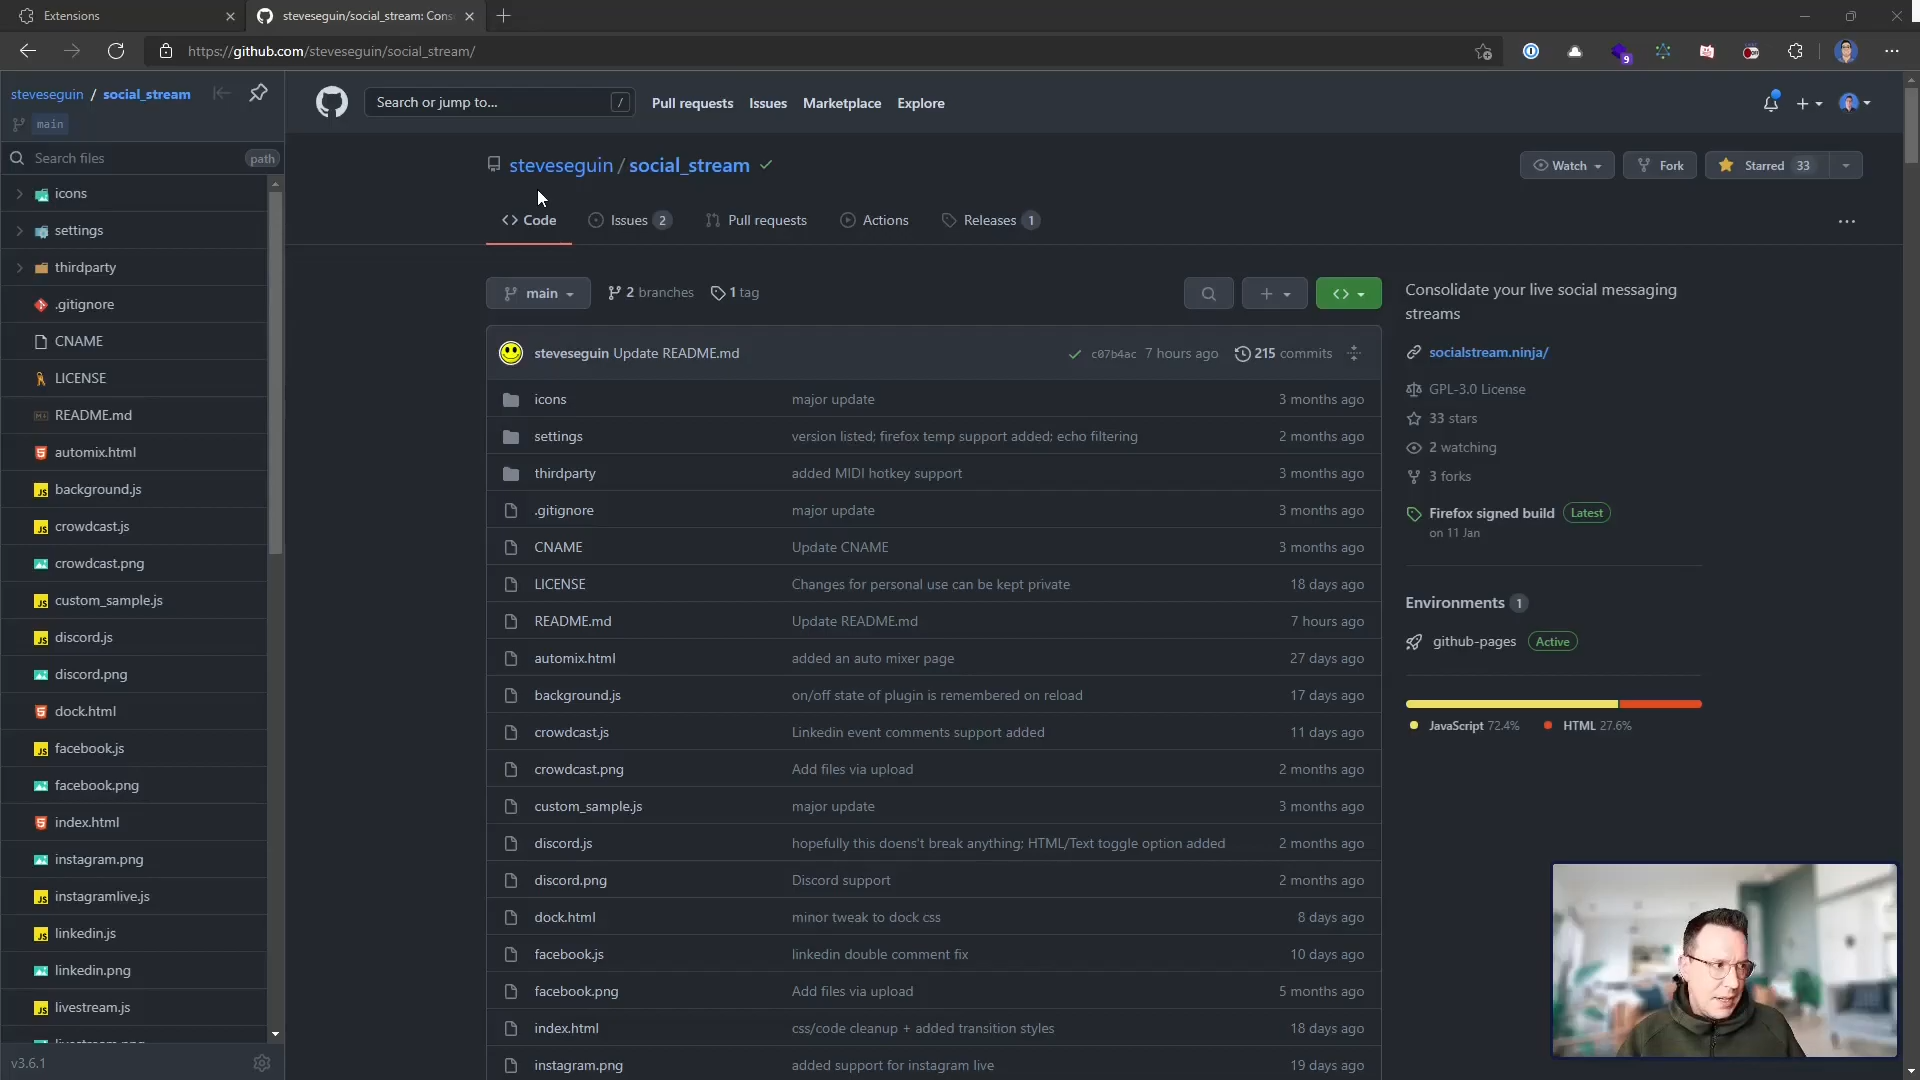 Extensions
steveseguin/social_stream: Cons
https://github.com/steveseguin/social_stream/
9
steveseguin / social_stream
main
Search files
path
icons
settings
thirdparty
.gitignore
CNAME
LICENSE
README.md
automix.html
background.js
crowdcast.js
crowdcast.png
custom_sample.js
discord.js
discord.png
dock.html
facebook.js
facebook.png
index.html
instagram.png
instagramlive.js
linkedin.js
linkedin.png
livestream.js
v3.6.1
Search or jump to...
/
Pull requests
Issues
Marketplace
Explore
steveseguin / social_stream
Watch
Fork
Starred 33
Code
Issues 2
Pull requests
Actions
Releases 1
main
2 branches
1 tag
steveseguin Update README.md
c07b4ac 7 hours ago
215 commits
icons major update 3 months ago
settings version listed; firefox temp support added; echo filtering 2 months ago
thirdparty added MIDI hotkey support 3 months ago
.gitignore major update 3 months ago
CNAME Update CNAME 3 months ago
LICENSE Changes for personal use can be kept private 18 days ago
README.md Update README.md 7 hours ago
automix.html added an auto mixer page 27 days ago
background.js on/off state of plugin is remembered on reload 17 days ago
crowdcast.js Linkedin event comments support added 11 days ago
crowdcast.png Add files via upload 2 months ago
custom_sample.js major update 3 months ago
discord.js hopefully this doens't break anything; HTML/Text toggle option added 2 months ago
discord.png Discord support 2 months ago
dock.html minor tweak to dock css 8 days ago
facebook.js linkedin double comment fix 10 days ago
facebook.png Add files via upload 5 months ago
index.html css/code cleanup + added transition styles 18 days ago
instagram.png added support for instagram live 19 days ago
Consolidate your live social messaging
streams
socialstream.ninja/
GPL-3.0 License
33 stars
2 watching
3 forks
Firefox signed build Latest
on 11 Jan
Environments 1
github-pages Active
JavaScript 72.4% HTML 27.6%